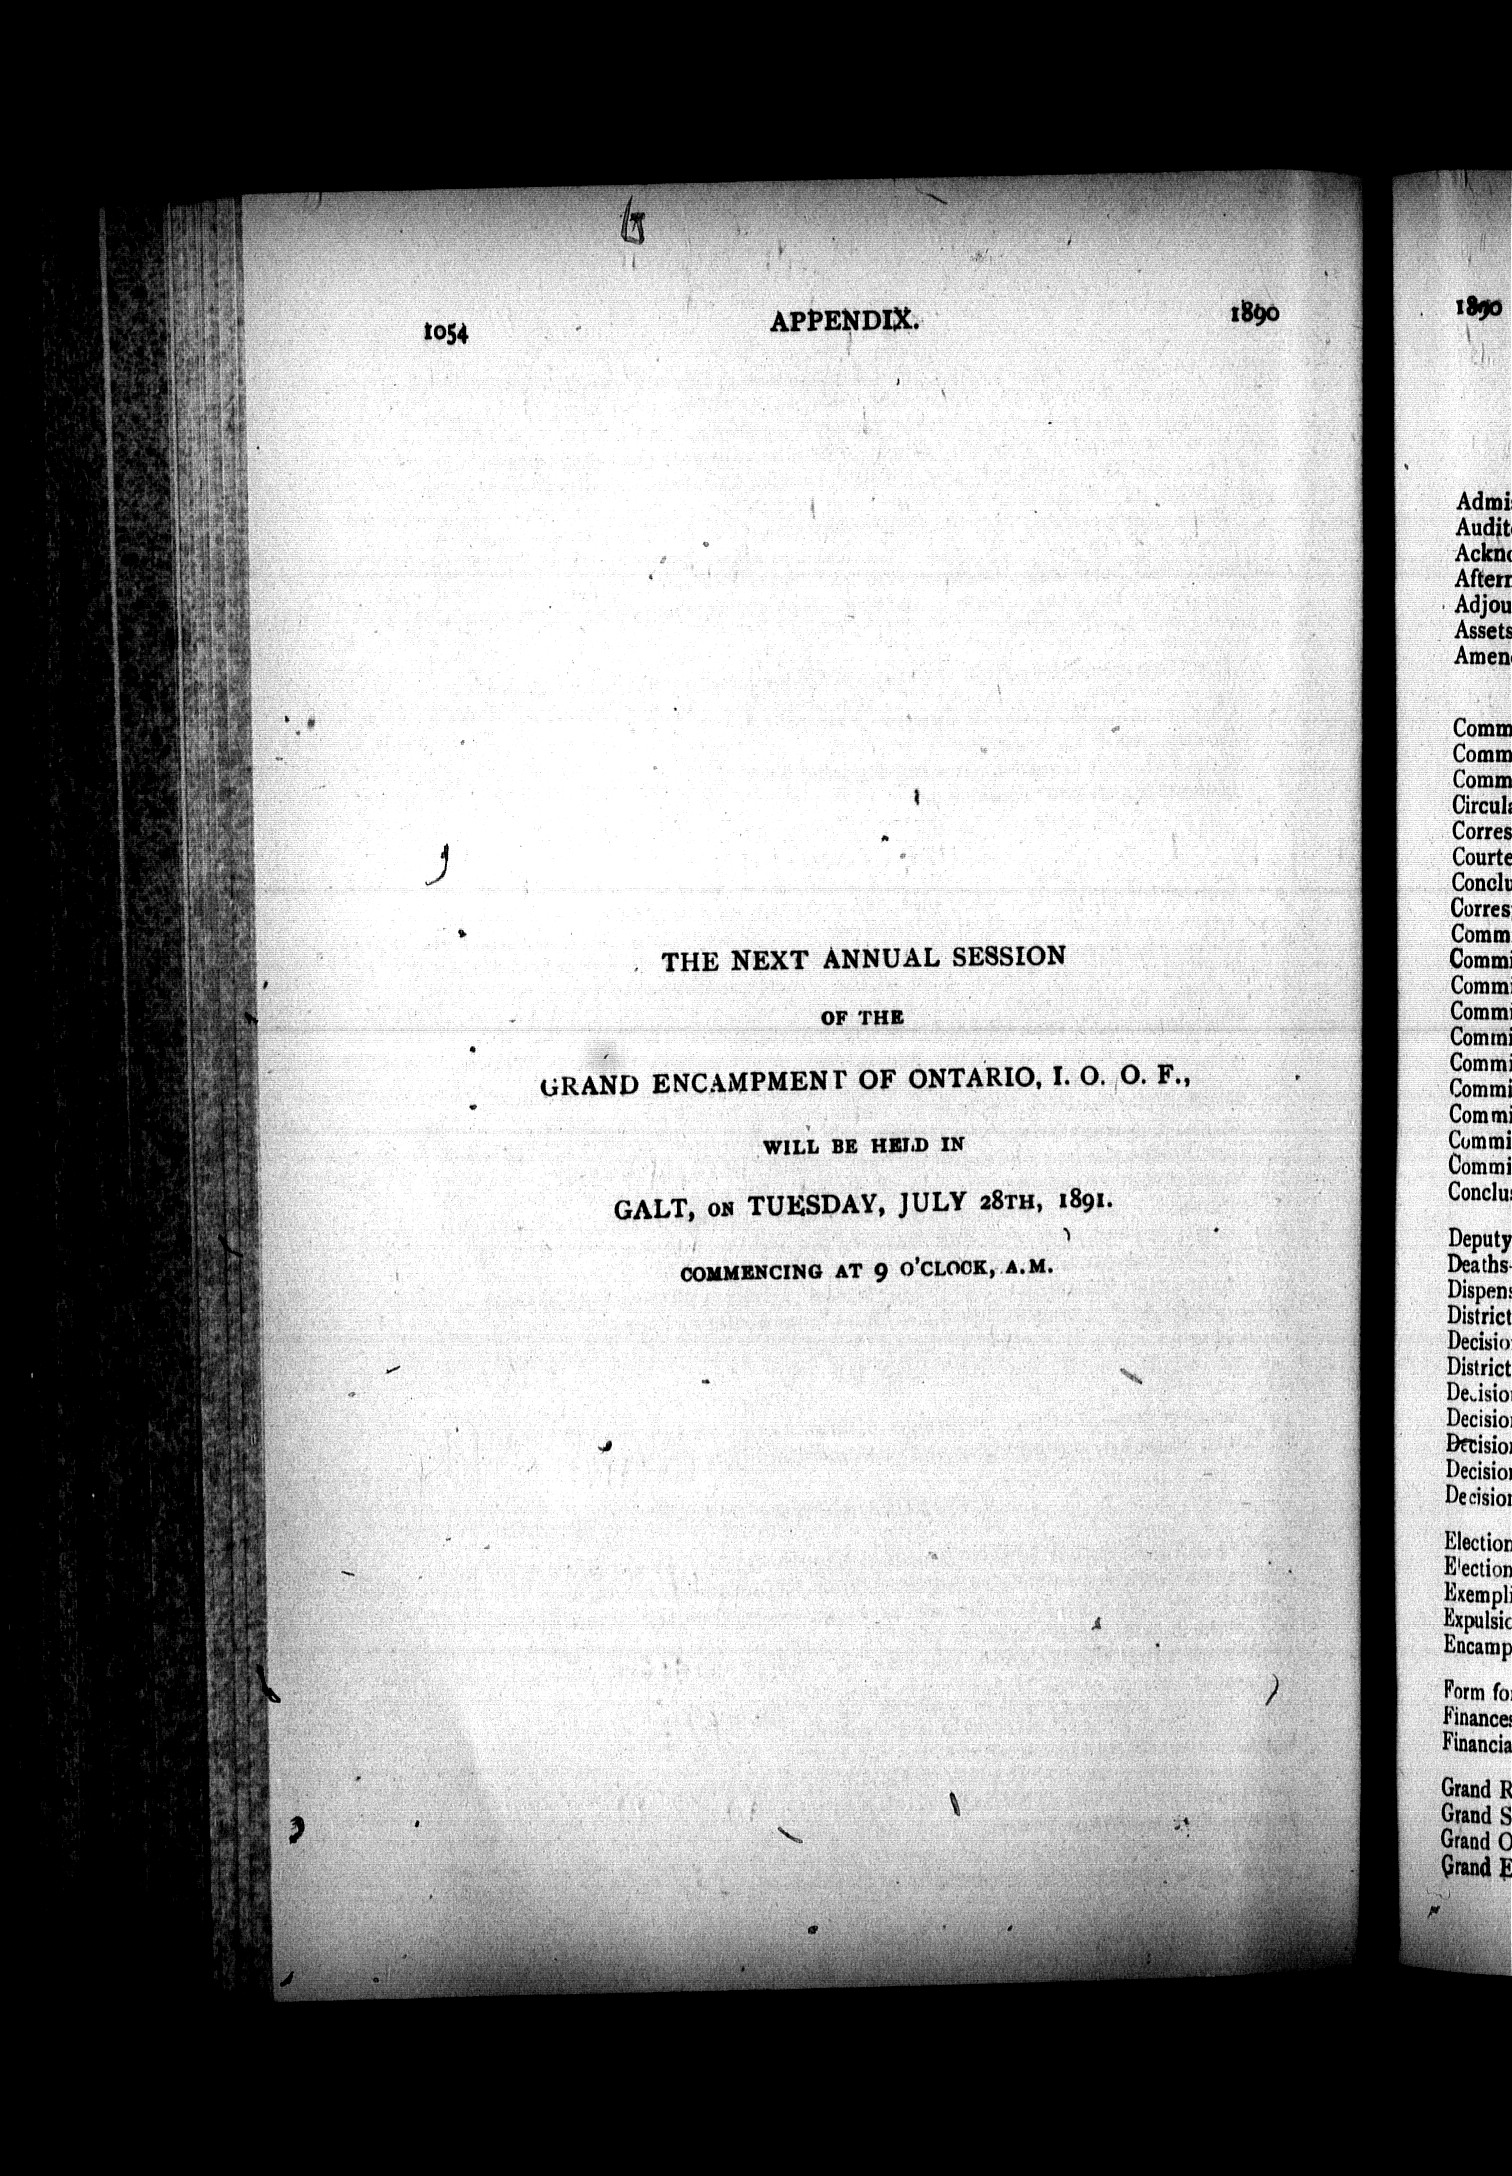 1054 APPENDIX. 1890
THE NEXT ANNUAL SESSION
OF THE
GRAND ENCAMPMENT OF ONTARIO, I. O. O. F.,
WILL BE HELD IN
GALT, ON TUESDAY, JULY 28TH, 1891.
COMMENCING AT 9 O'CLOCK, A.M.
1890
Admis
Audit
Ackno
Aftern
Adjou
Assets
Amen
Comm
Comm
Comm
Circula
Corres
Courte
Conclu
Corres
Comm
Commi
Commi
Commi
Commi
Commi
Commi
Commi
Commi
Commi
Conclu
Deputy
Deaths
Dispens
District
Decisio
District
Decision
Decision
Decision
Decision
Decision
Election
Election
Exempli
Expulsio
Encamp
Form for
Finances
Financia
Grand R
Grand S
Grand O
Grand E